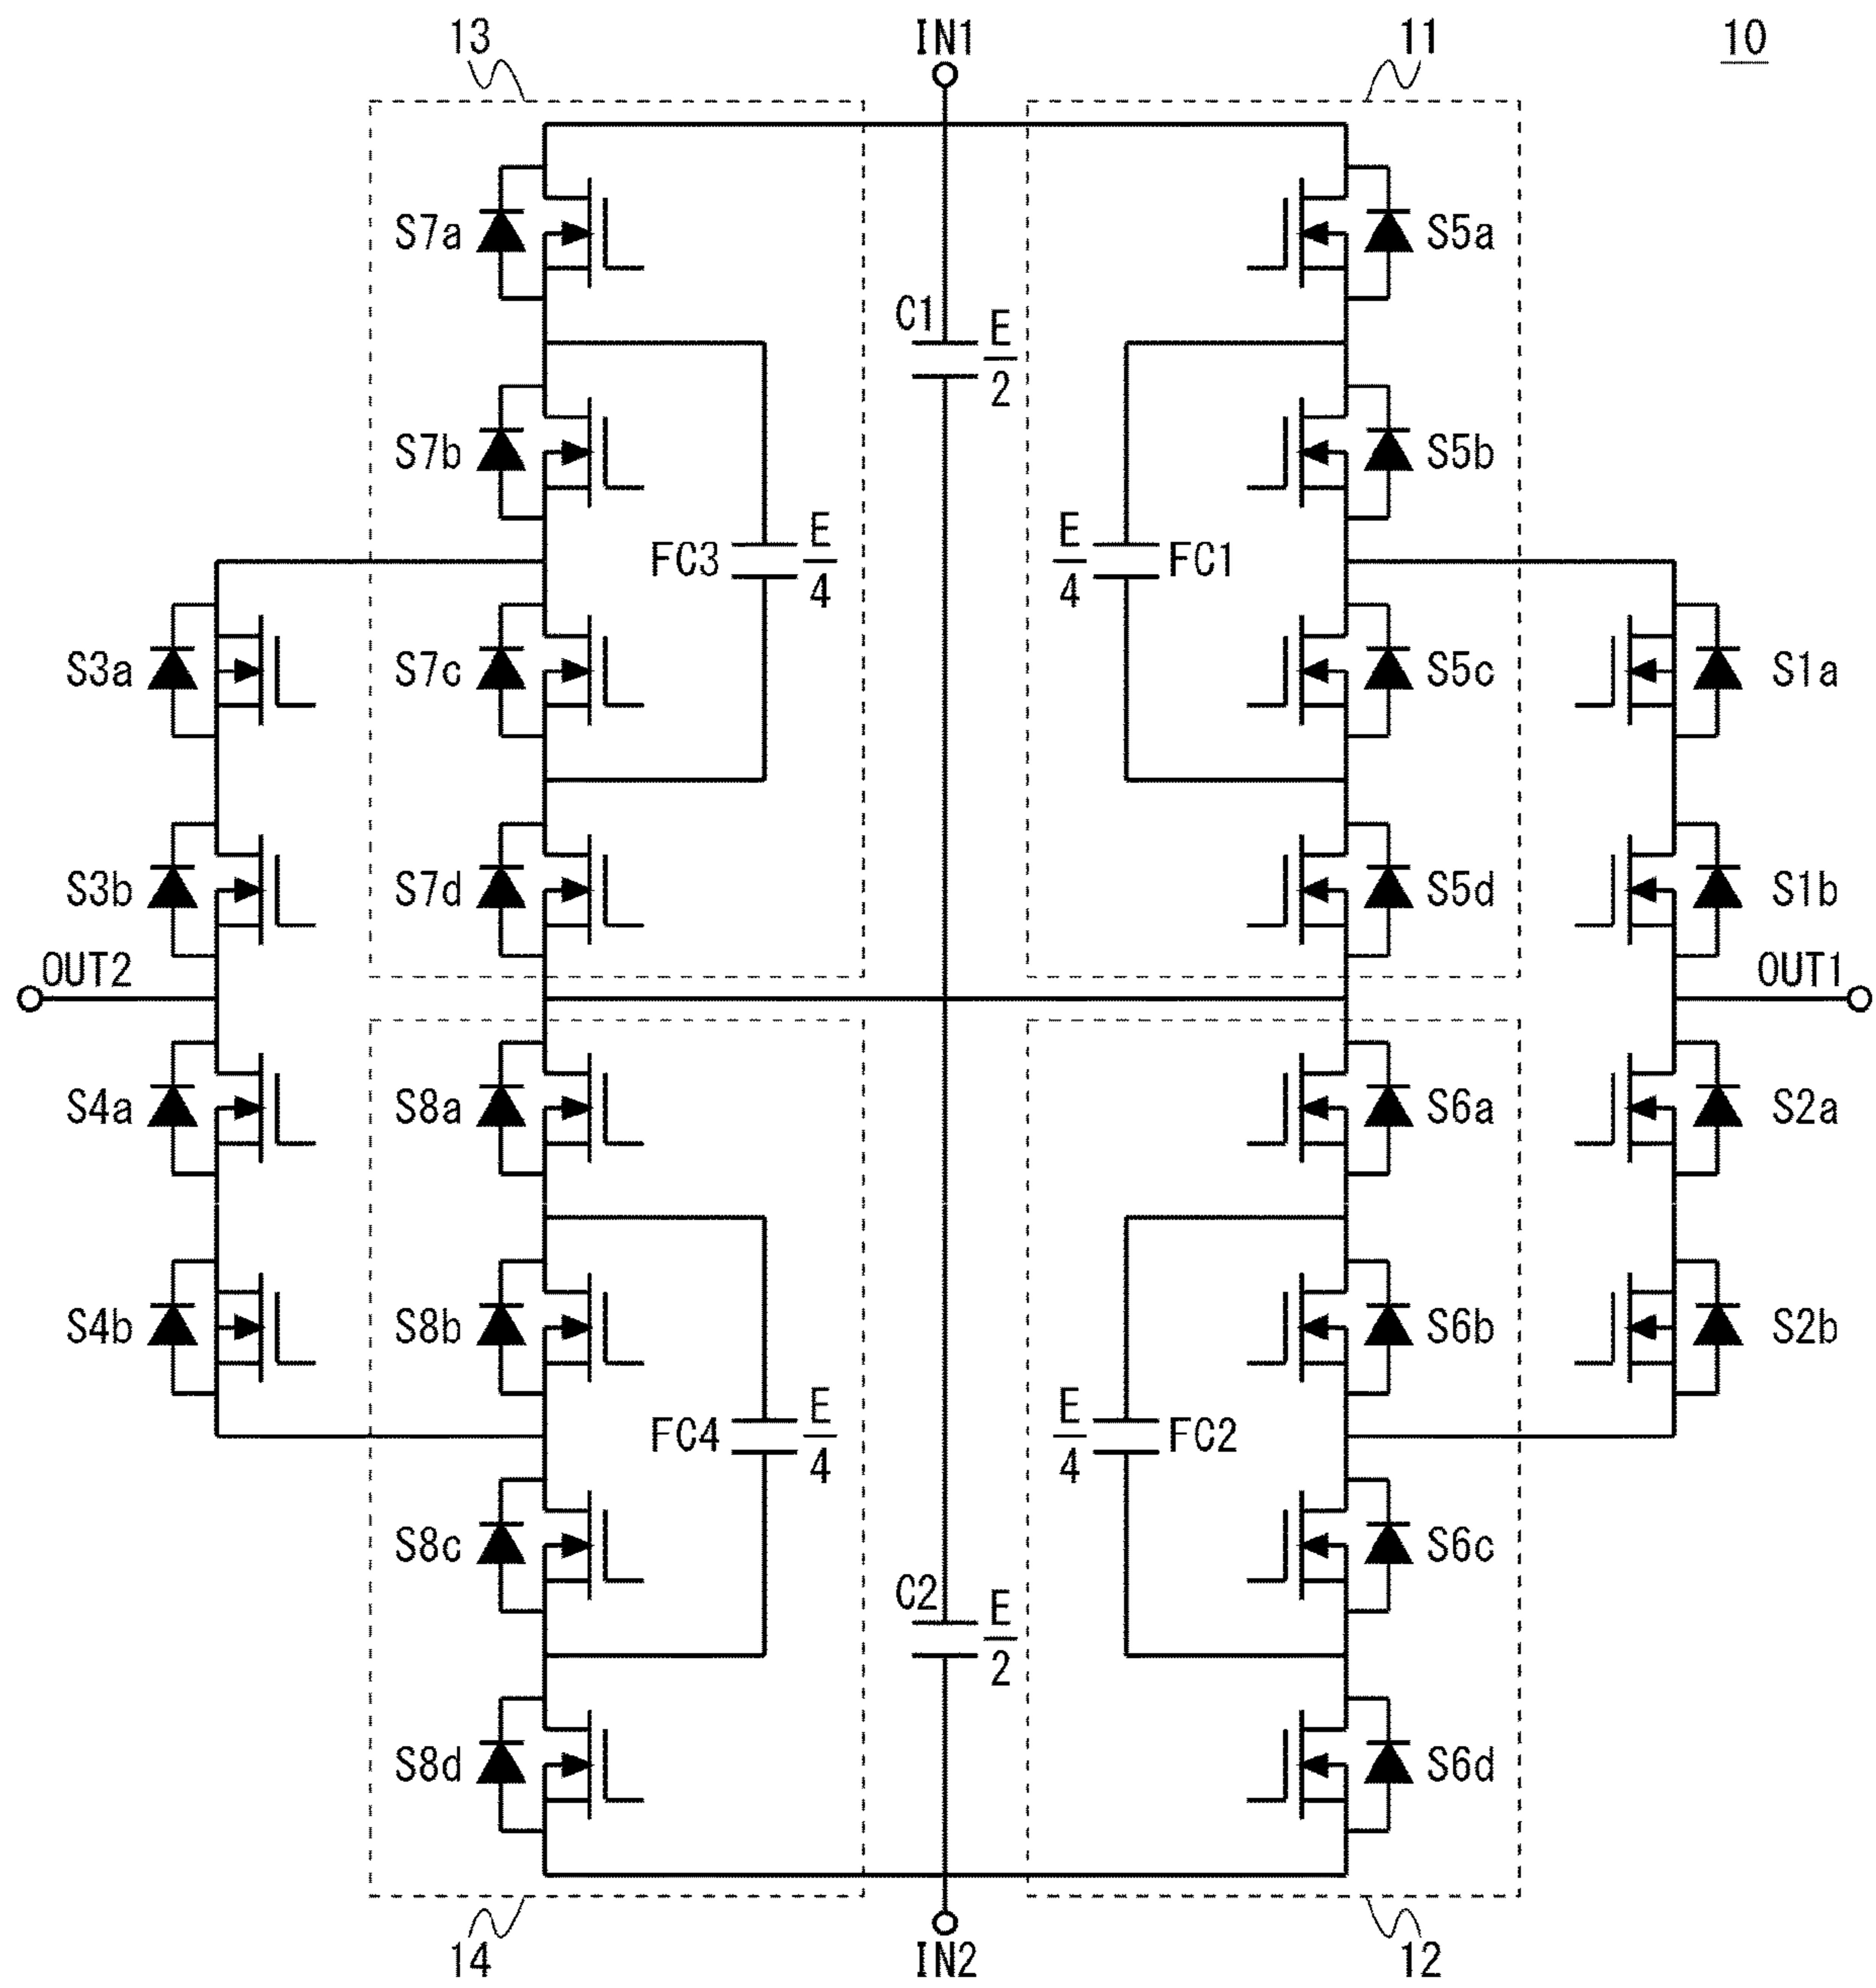 13
IN1
11
10
S7a
C1
E
2
S5a
S7b
S5b
FC3
E
4
E
4
FC1
S3a
S7c
S5c
S1a
S3b
S7d
S5d
S1b
OUT2
OUT1
S4a
S8a
S6a
S2a
S4b
S8b
S6b
S2b
FC4
E
4
E
4
FC2
S8c
C2
E
2
S6c
S8d
S6d
14
IN2
12